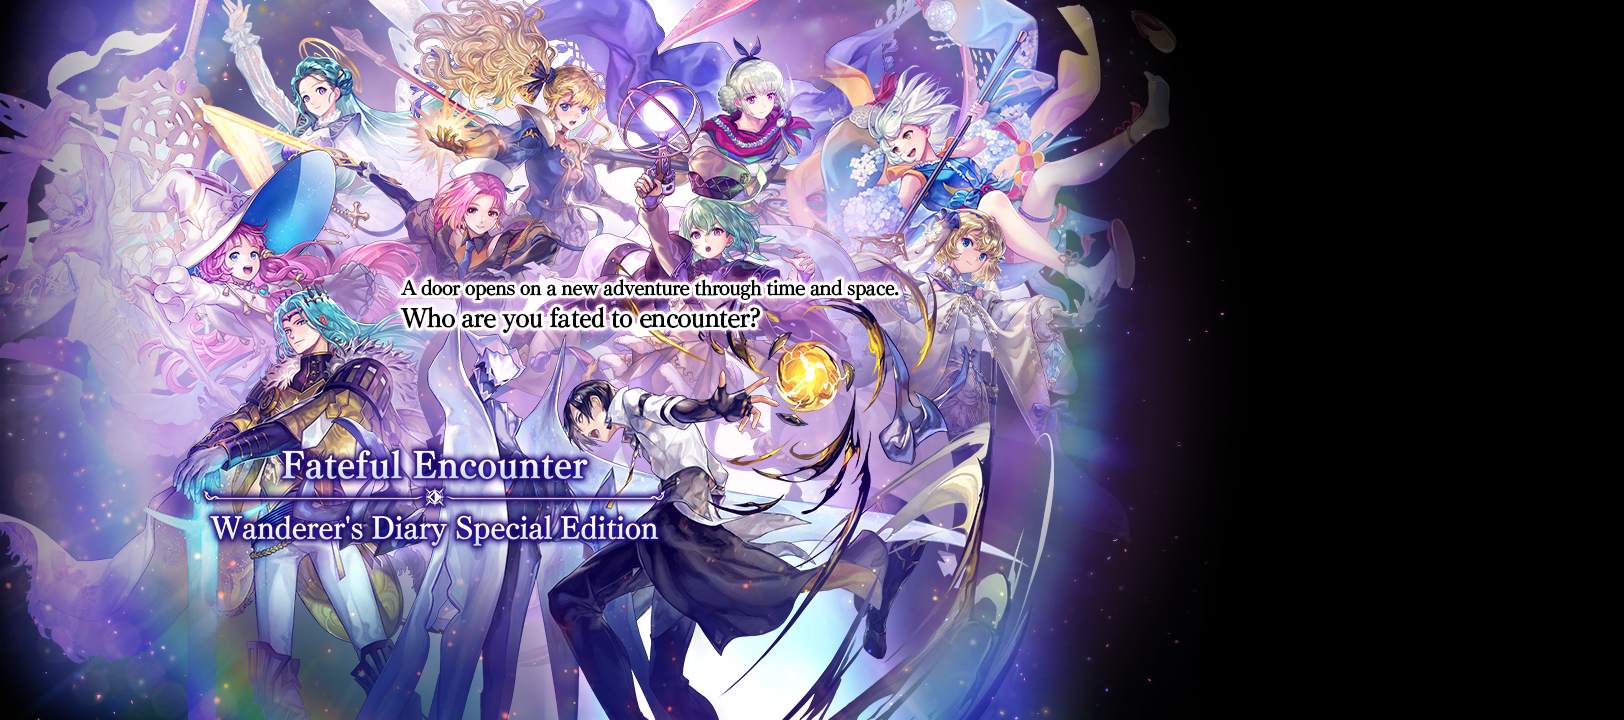 A door opens on a new adventure through time and space.
Who are you fated to encounter?
Fateful Encounter
Wanderer's Diary Special Edition